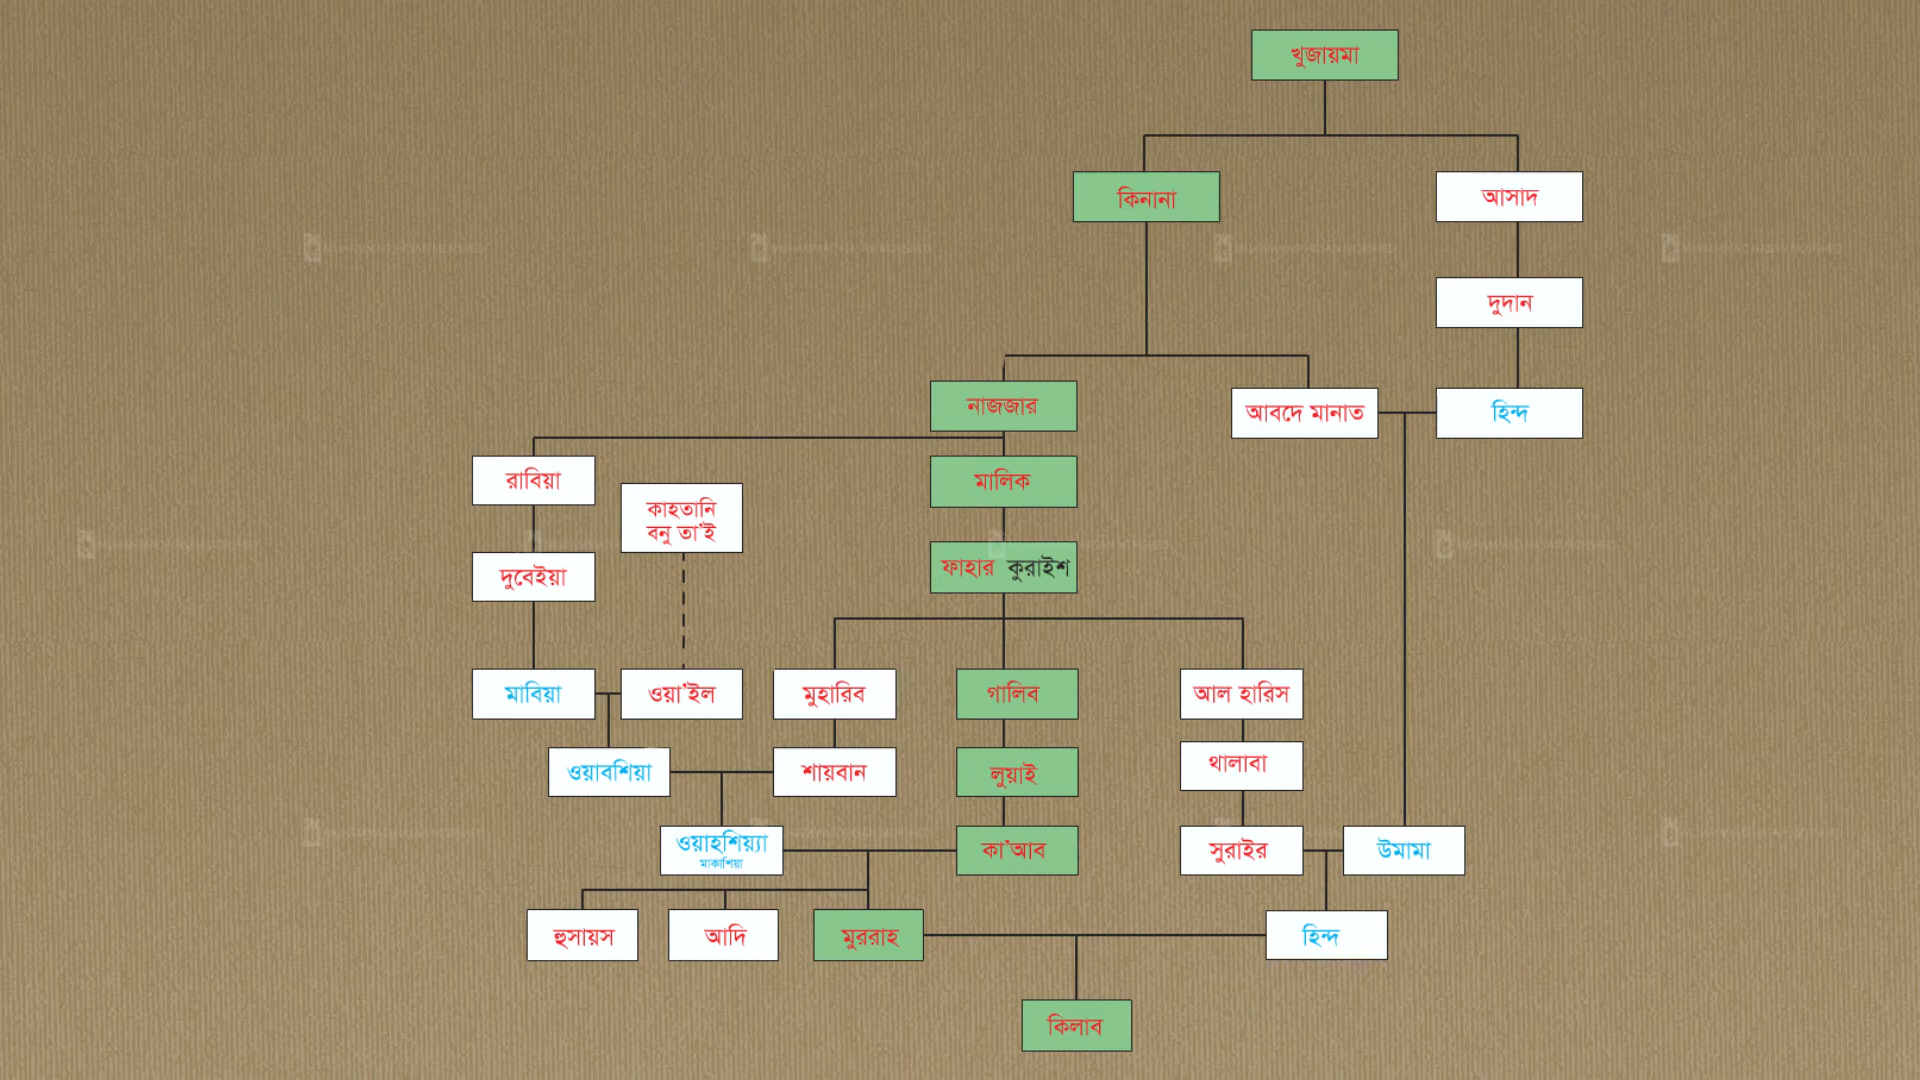 খুজায়মা
কিনানা
আসাদ
দুদান
নাজজার
আবদে মানাত
হিন্দ
রাবিয়া
কাহতানি
বনু তা'ই
মালিক
ফাহার কুরাইশ
দুবেইয়া
মাবিয়া
ওয়া'ইল
মুহারিব
গালিব
আল হারিস
ওয়াবশিয়া
শায়বান
লুয়াই
থালাবা
ওয়াহশিয়্যা
মাকাশিয়া
কা'আব
সুরাইর
উমামা
হুসায়স
আদি
মুররাহ
হিন্দ
কিলাব